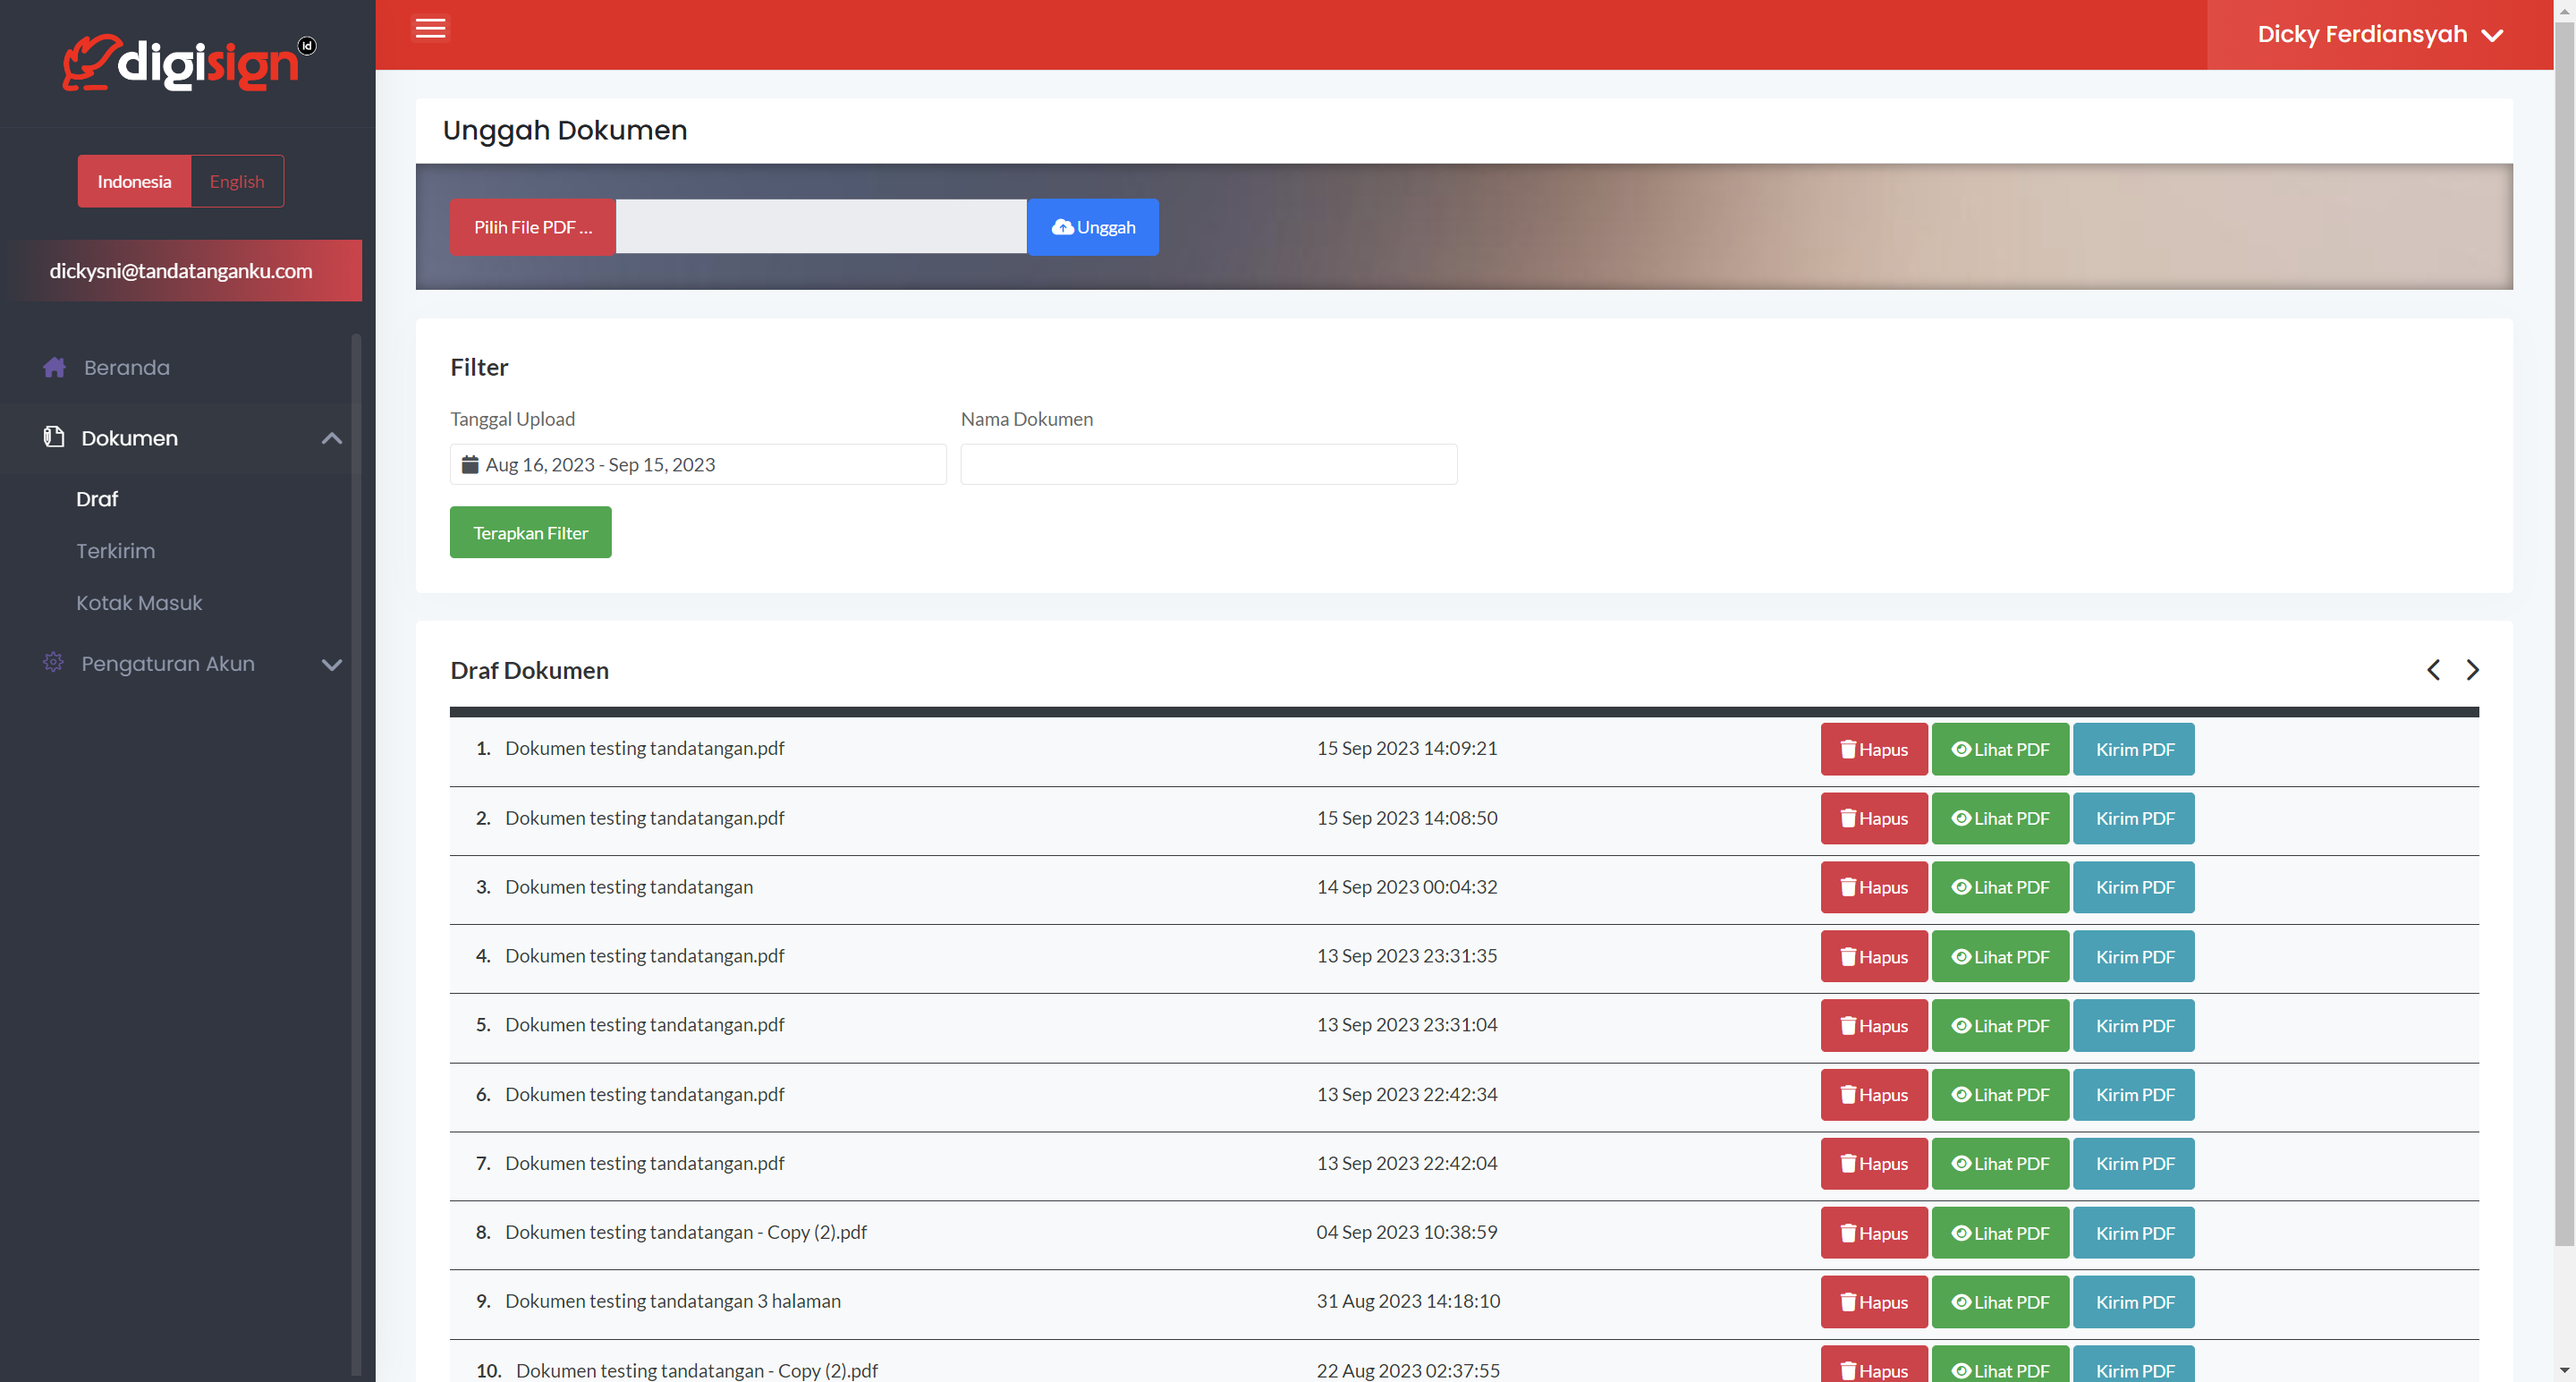 digisign id
Indonesia English
dickysni@tandatanganku.com
Beranda
Dokumen
Draf
Terkirim
Kotak Masuk
Pengaturan Akun
Dicky Ferdiansyah
Unggah Dokumen
Pilih File PDF ... Unggah
Filter
Tanggal Upload Nama Dokumen
Aug 16, 2023 - Sep 15, 2023
Terapkan Filter
Draf Dokumen
1. Dokumen testing tandatangan.pdf 15 Sep 2023 14:09:21 Hapus Lihat PDF Kirim PDF
2. Dokumen testing tandatangan.pdf 15 Sep 2023 14:08:50 Hapus Lihat PDF Kirim PDF
3. Dokumen testing tandatangan 14 Sep 2023 00:04:32 Hapus Lihat PDF Kirim PDF
4. Dokumen testing tandatangan.pdf 13 Sep 2023 23:31:35 Hapus Lihat PDF Kirim PDF
5. Dokumen testing tandatangan.pdf 13 Sep 2023 23:31:04 Hapus Lihat PDF Kirim PDF
6. Dokumen testing tandatangan.pdf 13 Sep 2023 22:42:34 Hapus Lihat PDF Kirim PDF
7. Dokumen testing tandatangan.pdf 13 Sep 2023 22:42:04 Hapus Lihat PDF Kirim PDF
8. Dokumen testing tandatangan - Copy (2).pdf 04 Sep 2023 10:38:59 Hapus Lihat PDF Kirim PDF
9. Dokumen testing tandatangan 3 halaman 31 Aug 2023 14:18:10 Hapus Lihat PDF Kirim PDF
10. Dokumen testing tandatangan - Copy (2).pdf 22 Aug 2023 02:37:55 Hapus Lihat PDF Kirim PDF